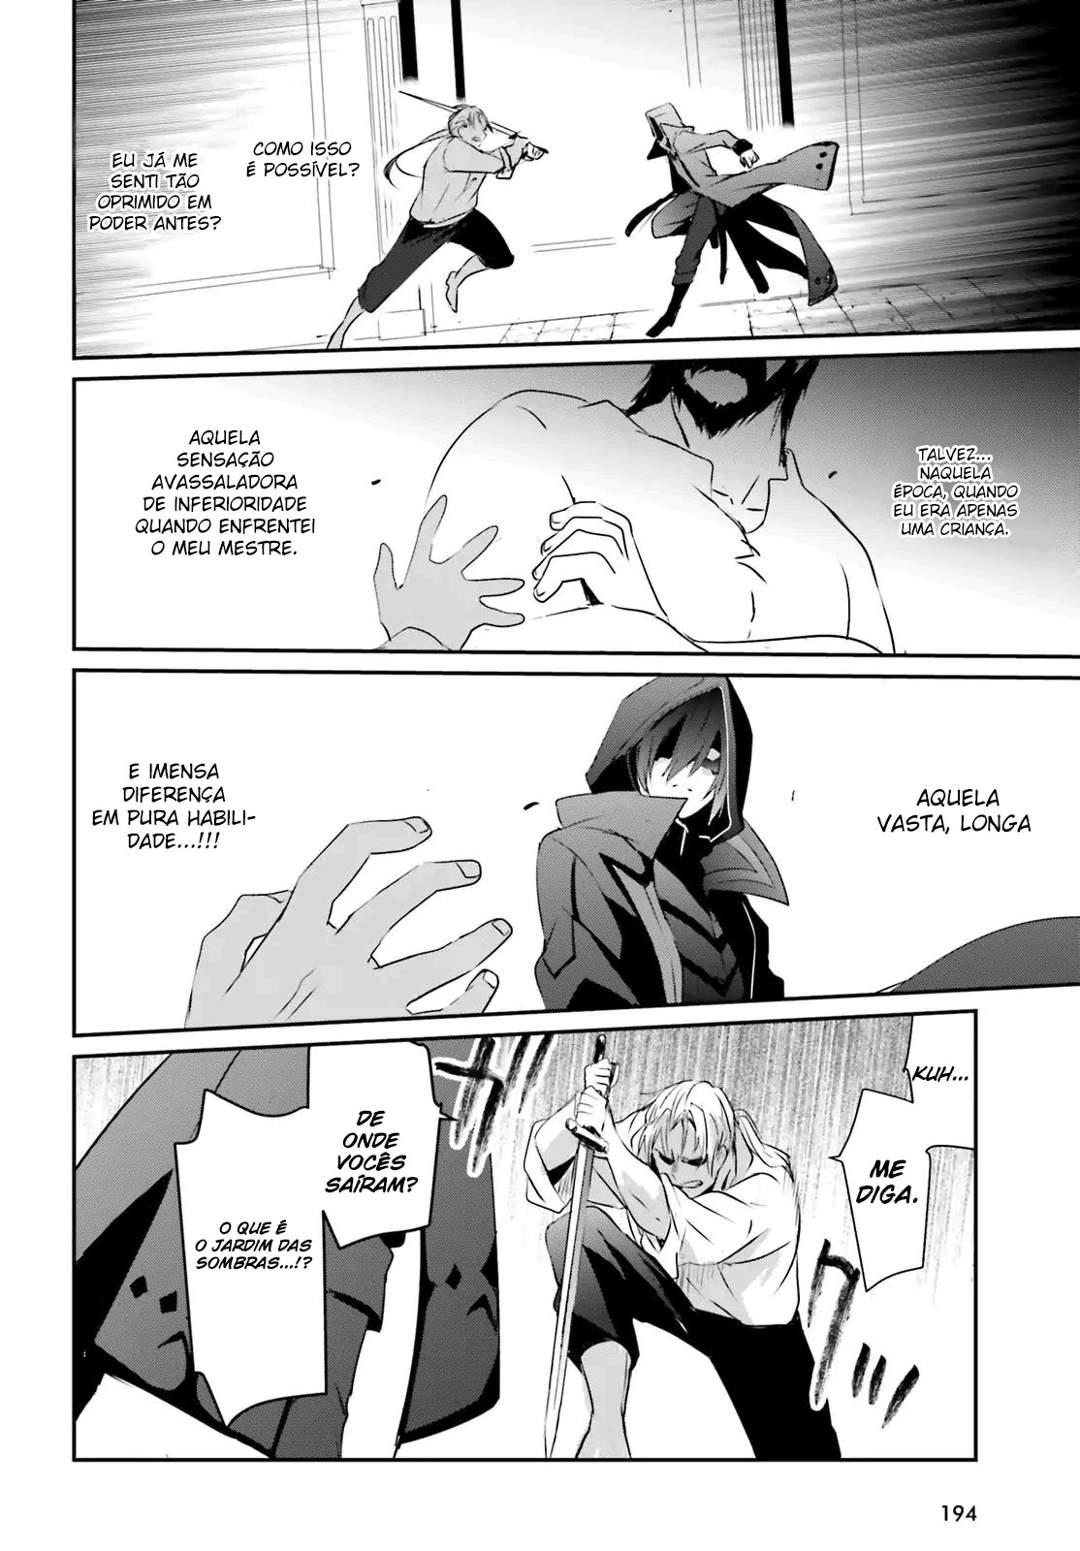 COMO ISSO
É POSSÍVEL?
EU JÁ ME
SENTI TÃO
OPRIMIDO EM
PODER ANTES?
TALVEZ...
NAQUELA
ÉPOCA, QUANDO
EU ERA APENAS
UMA CRIANÇA.
AQUELA
SENSAÇÃO
AVASSALADORA
DE INFERIORIDADE
QUANDO ENFRENTEI
O MEU MESTRE.
AQUELA
VASTA, LONGA
E IMENSA
DIFERENÇA
EM PURA HABILI-
DADE...!!!
KUH...
ME
DIGA.
DE
ONDE
VOCÊS
SAÍRAM?
O QUE É
O JARDIM DAS
SOMBRAS...!?
194